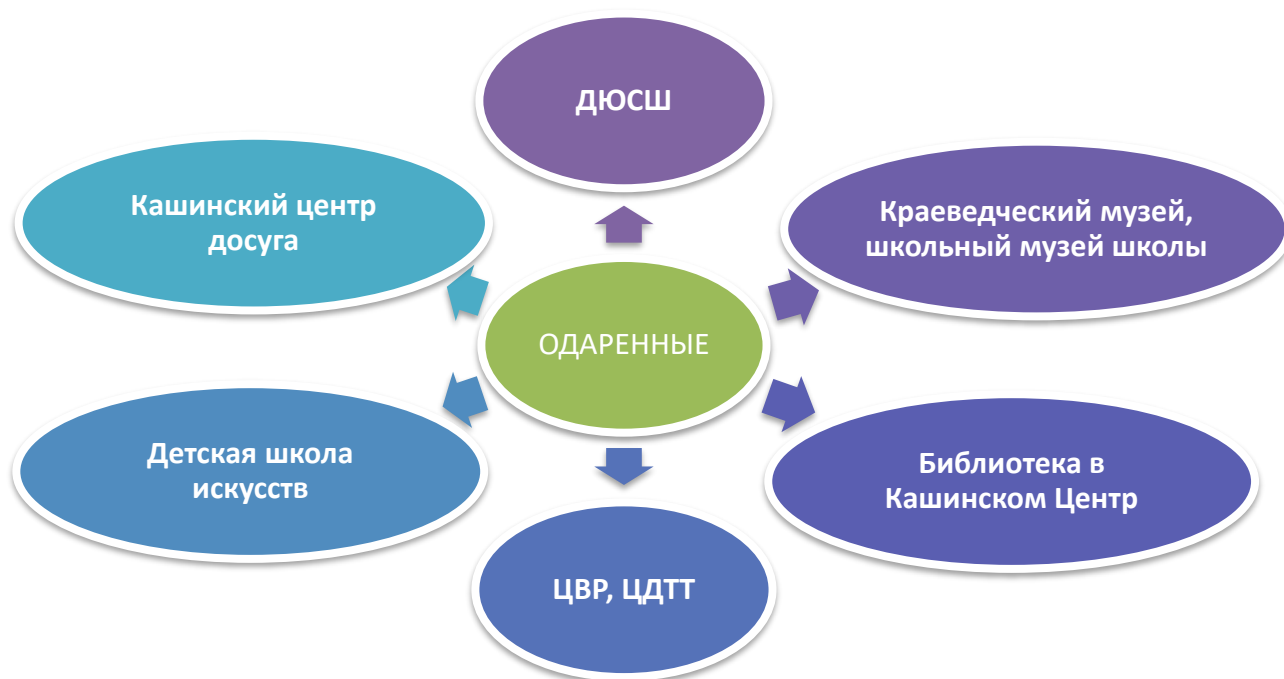 ДЮСШ
Кашинский центр
досуга
Краеведческий музей,
школьный музей школы
ОДАРЕННЫЕ
Детская школа
искусств
Библиотека в
Кашинском Центр
ЦВР, ЦДТТ